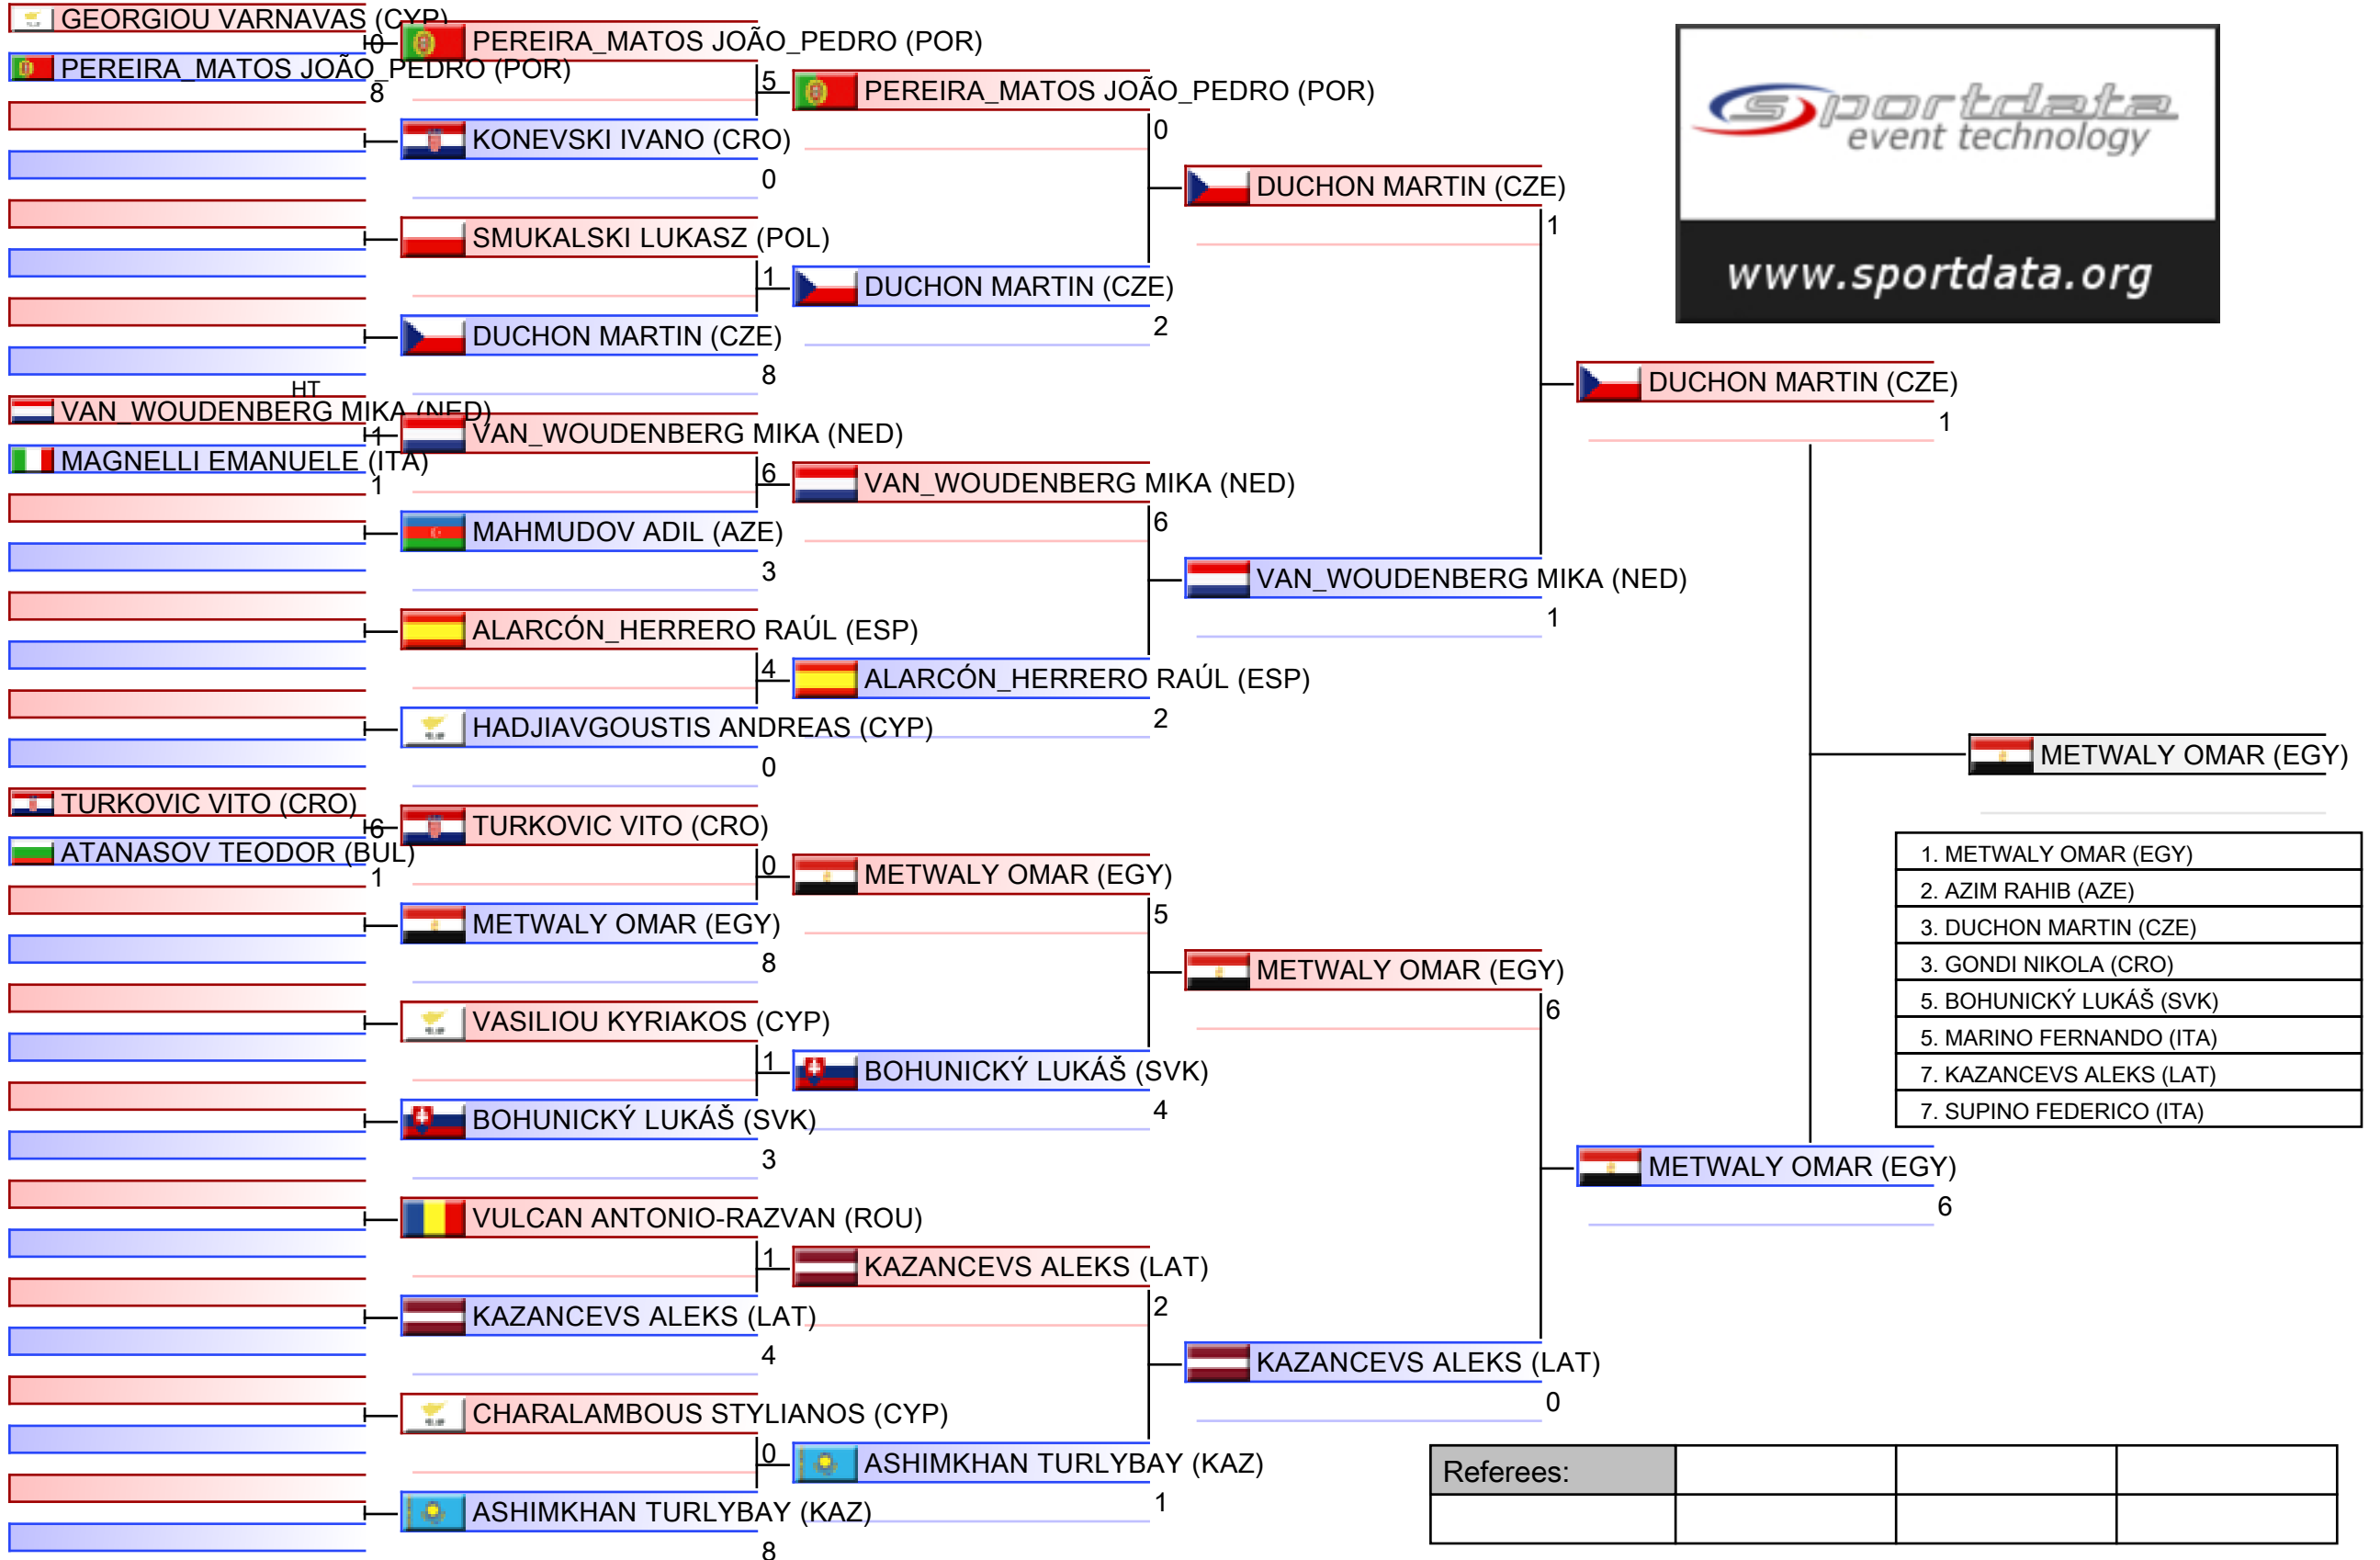 GEORGIOU VARNAVAS (CYP)
0
PEREIRA_MATOS JOÃO_PEDRO (POR)
8
VAN_WOUDENBERG MIKA (NED)
HT
1
MAGNELLI EMANUELE (ITA)
1
TURKOVIC VITO (CRO)
6
ATANASOV TEODOR (BUL)
1
PEREIRA_MATOS JOÃO_PEDRO (POR)
5
KONEVSKI IVANO (CRO)
0
SMUKALSKI LUKASZ (POL)
1
DUCHON MARTIN (CZE)
8
VAN_WOUDENBERG MIKA (NED)
6
MAHMUDOV ADIL (AZE)
3
ALARCÓN_HERRERO RAÚL (ESP)
4
HADJIAVGOUSTIS ANDREAS (CYP)
0
TURKOVIC VITO (CRO)
0
METWALY OMAR (EGY)
8
VASILIOU KYRIAKOS (CYP)
1
BOHUNICKÝ LUKÁŠ (SVK)
3
VULCAN ANTONIO-RAZVAN (ROU)
1
KAZANCEVS ALEKS (LAT)
4
CHARALAMBOUS STYLIANOS (CYP)
0
ASHIMKHAN TURLYBAY (KAZ)
8
PEREIRA_MATOS JOÃO_PEDRO (POR)
0
DUCHON MARTIN (CZE)
2
VAN_WOUDENBERG MIKA (NED)
6
ALARCÓN_HERRERO RAÚL (ESP)
2
METWALY OMAR (EGY)
5
BOHUNICKÝ LUKÁŠ (SVK)
4
KAZANCEVS ALEKS (LAT)
2
ASHIMKHAN TURLYBAY (KAZ)
1
DUCHON MARTIN (CZE)
1
VAN_WOUDENBERG MIKA (NED)
1
METWALY OMAR (EGY)
6
KAZANCEVS ALEKS (LAT)
0
DUCHON MARTIN (CZE)
1
METWALY OMAR (EGY)
6
METWALY OMAR (EGY)
sportdata
event technology
www.sportdata.org
1. METWALY OMAR (EGY)
2. AZIM RAHIB (AZE)
3. DUCHON MARTIN (CZE)
3. GONDI NIKOLA (CRO)
5. BOHUNICKÝ LUKÁŠ (SVK)
5. MARINO FERNANDO (ITA)
7. KAZANCEVS ALEKS (LAT)
7. SUPINO FEDERICO (ITA)
Referees: